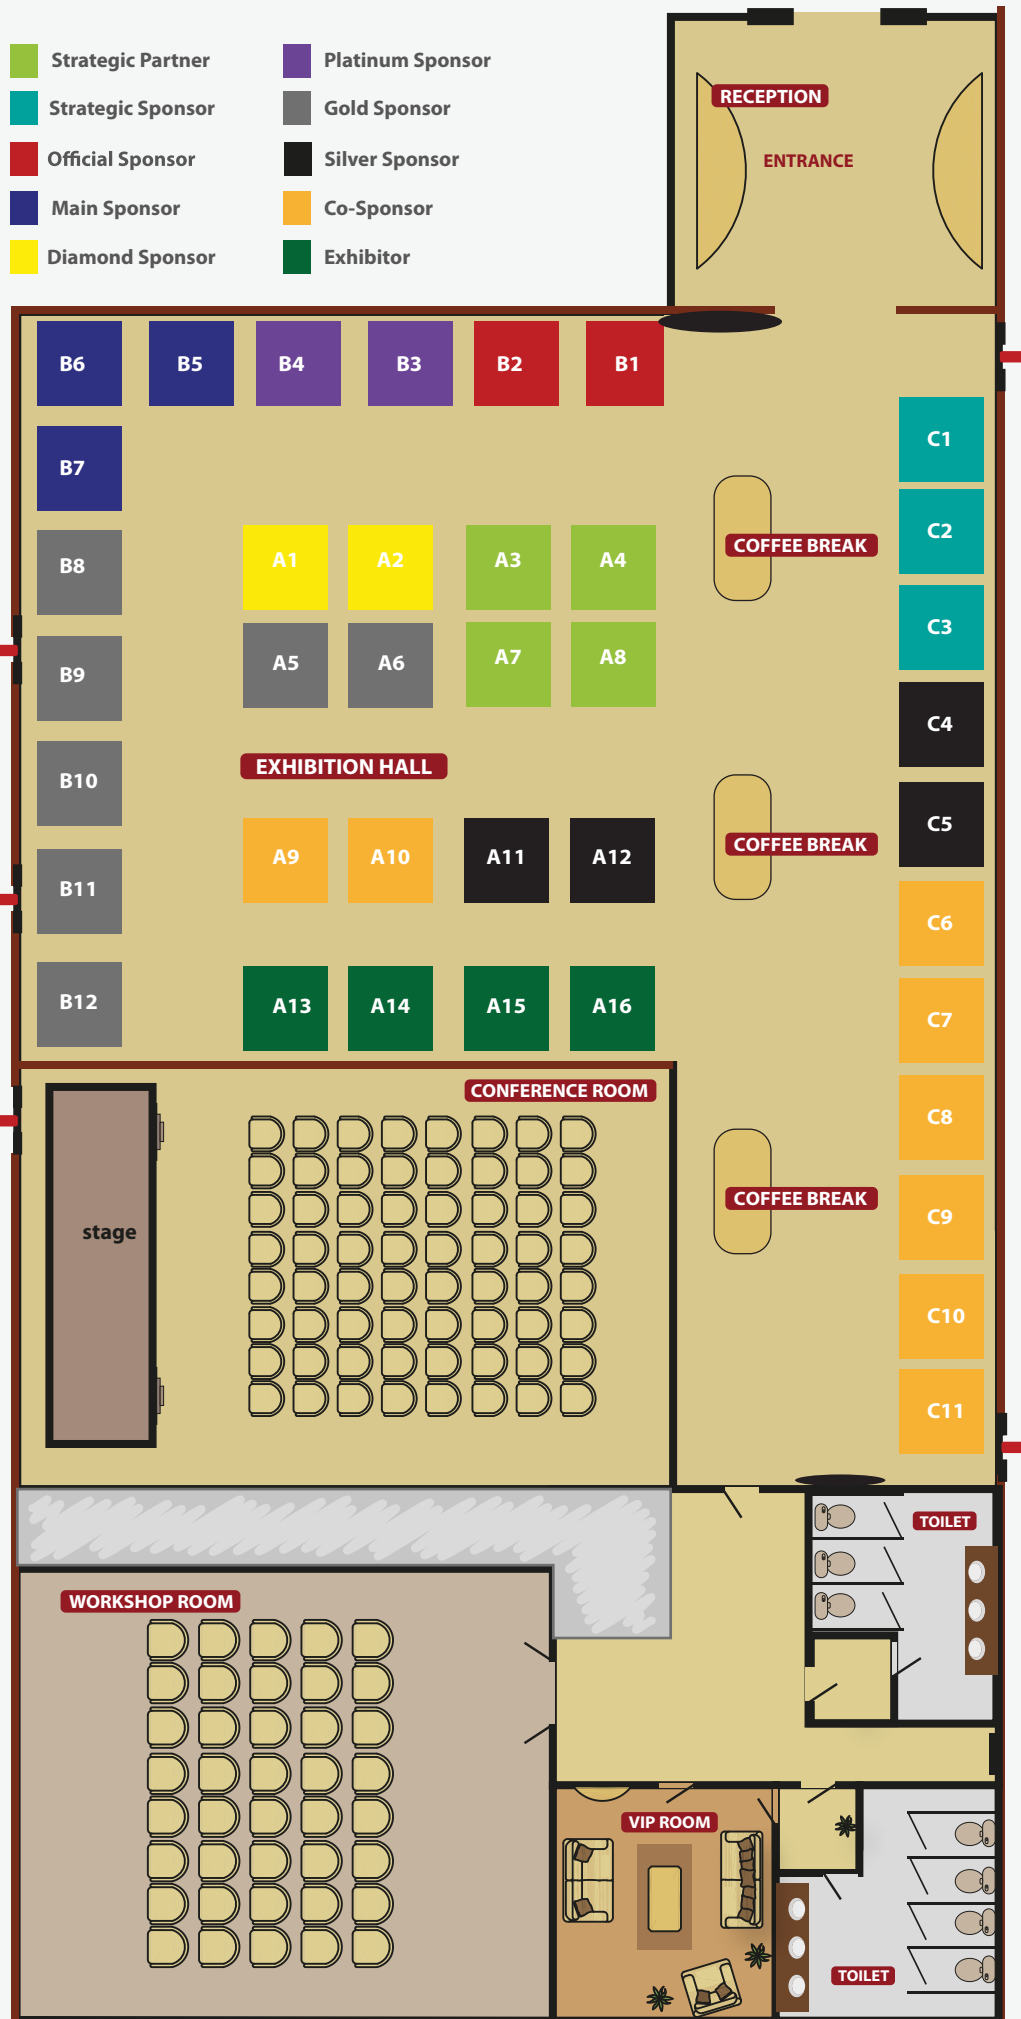 Strategic Partner
Platinum Sponsor
Strategic Sponsor
Gold Sponsor
Official Sponsor
Silver Sponsor
Main Sponsor
Co-Sponsor
Diamond Sponsor
Exhibitor
RECEPTION
ENTRANCE
B6
B5
B4
B3
B2
B1
C1
B7
C2
COFFEE BREAK
A1
A2
A3
A4
B8
C3
A5
A6
A7
A8
B9
C4
EXHIBITION HALL
B10
C5
COFFEE BREAK
A9
A10
A11
A12
B11
C6
B12
A13
A14
A15
A16
C7
CONFERENCE ROOM
C8
COFFEE BREAK
C9
stage
C10
C11
TOILET
WORKSHOP ROOM
VIP ROOM
TOILET